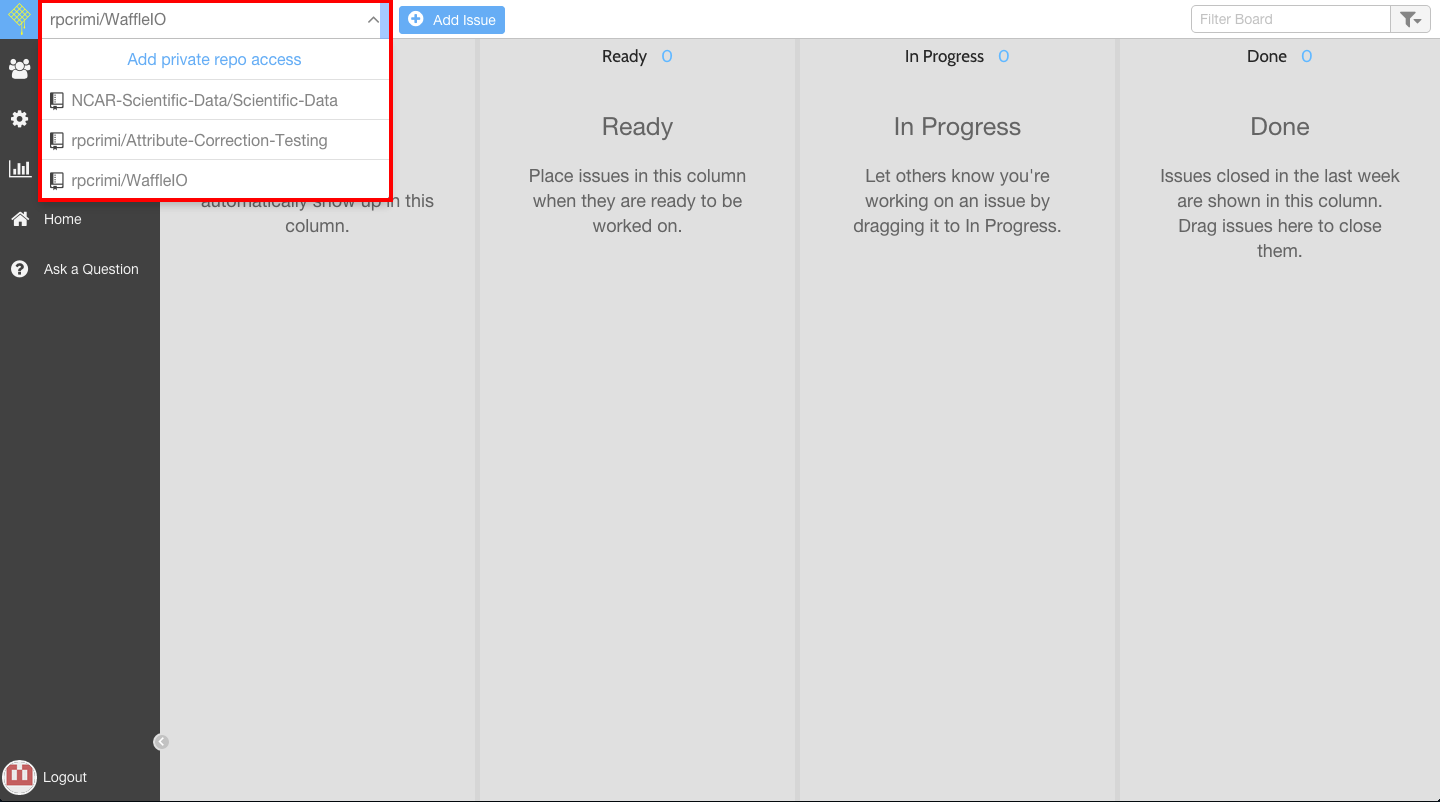 rpcrimi/WaffleIO
Add Issue
Filter Board
Add private repo access
NCAR-Scientific-Data/Scientific-Data
rpcrimi/Attribute-Correction-Testing
rpcrimi/WaffleIO
Home
Ask a Question
Logout
automatically show up in this
column.
Ready 0
Ready
Place issues in this column
when they are ready to be
worked on.
In Progress 0
In Progress
Let others know you're
working on an issue by
dragging it to In Progress.
Done 0
Done
Issues closed in the last week
are shown in this column.
Drag issues here to close
them.